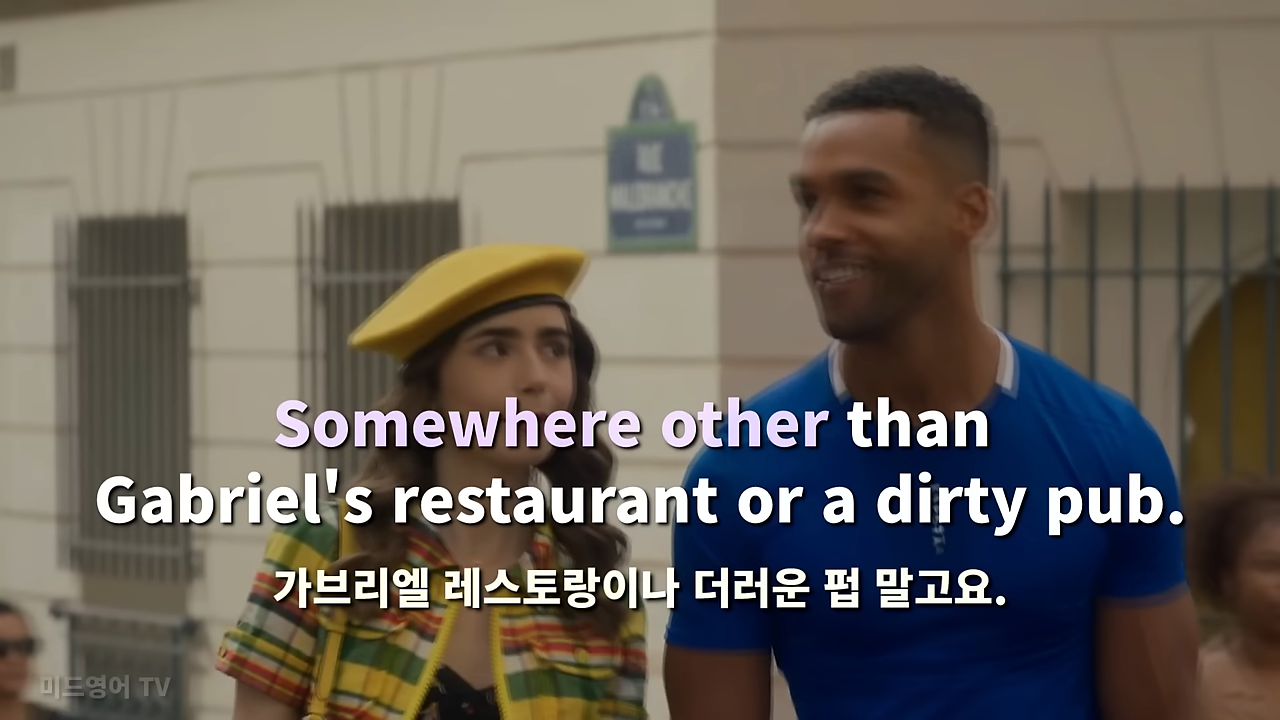 RUE
Somewhere other than
Gabriel's restaurant or a dirty pub.
가브리엘 레스토랑이나 더러운 펍 말고요.
미드영어 TV